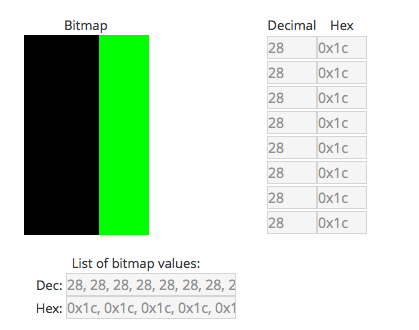 Bitmap Decimal Hex
28 0x1c
28 0x1c
28 0x1c
28 0x1c
28 0x1c
28 0x1c
28 0x1c
28 0x1c
List of bitmap values:
Dec: 28, 28, 28, 28, 28, 28, 28, 2
Hex: 0x1c, 0x1c, 0x1c, 0x1c, 0x1